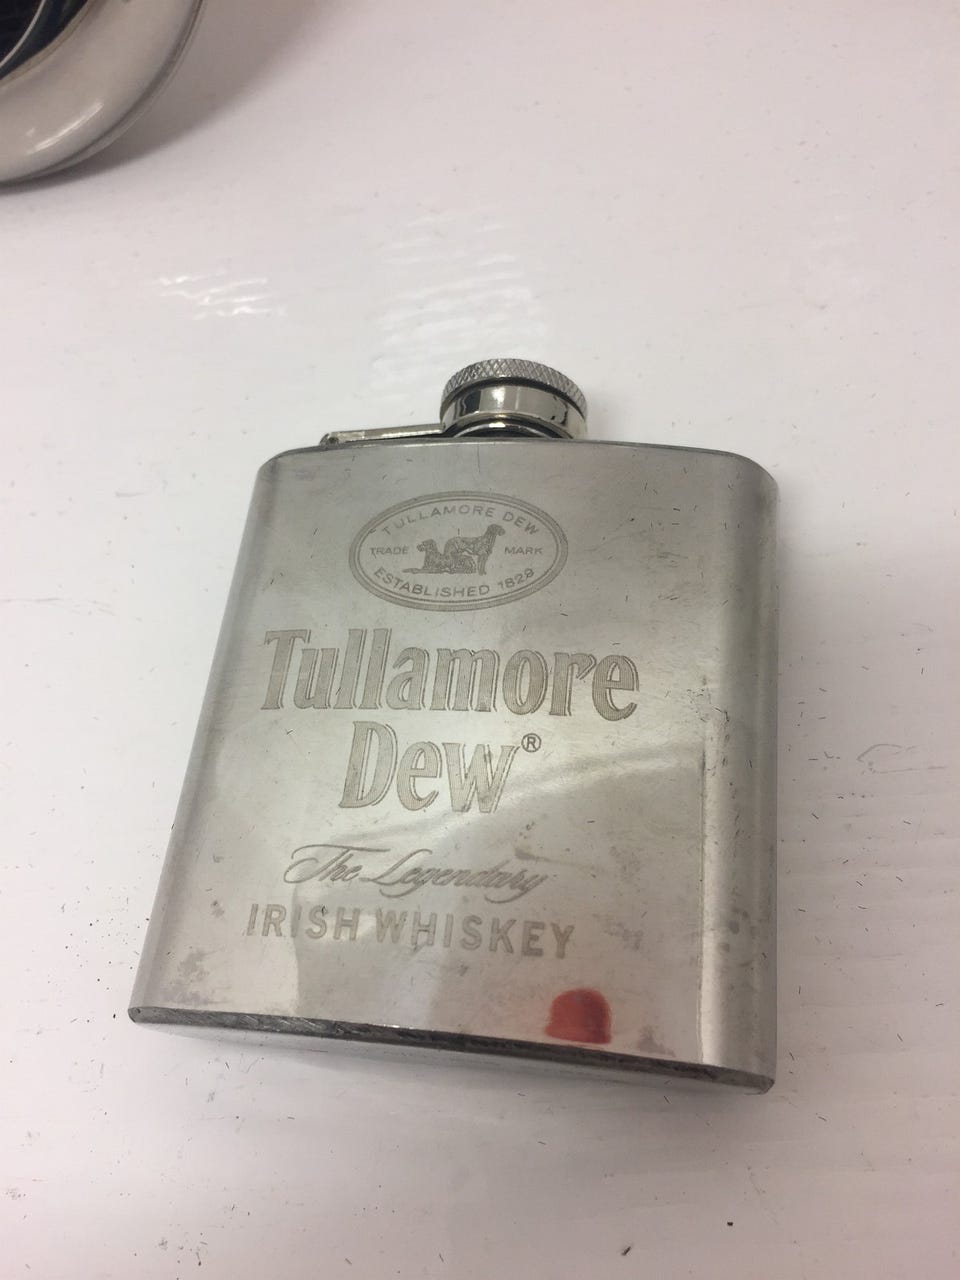 TULLAMORE DEW
TRADE MARK
ESTABLISHED 1829
Tullamore
Dew®
The Legendary
IRISH WHISKEY